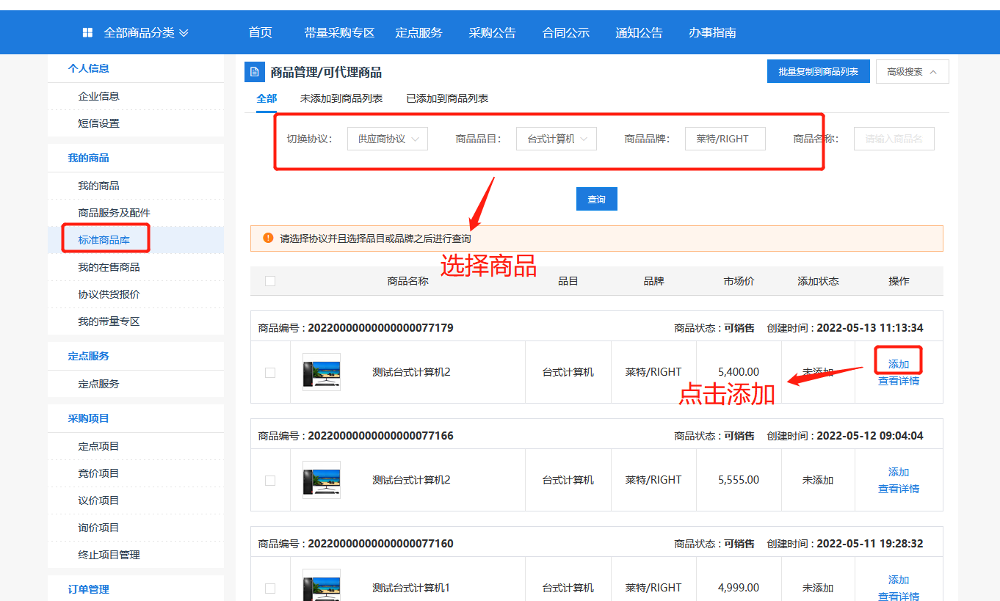 全部商品分类 首页 带量采购专区 定点服务 采购公告 合同公示 通知公告 办事指南
个人信息
企业信息
短信设置
我的商品
我的商品
商品服务及配件
标准商品库
我的在售商品
协议供货报价
我的带量专区
定点服务
定点服务
采购项目
定点项目
竞价项目
议价项目
询价项目
终止项目管理
订单管理
商品管理/可代理商品 批量复制到商品列表 高级搜索
全部 未添加到商品列表 已添加到商品列表
切换协议: 供应商协议 商品品目: 台式计算机 商品品牌: 莱特/RIGHT 商品名称: 请输入商品名
查询
请选择协议并且选择品目或品牌之后进行查询
选择商品
商品名称 品目 品牌 市场价 添加状态 操作
商品编号 : 20220000000000000077179 商品状态 : 可销售 创建时间 : 2022-05-13 11:13:34
测试台式计算机2 台式计算机 莱特/RIGHT 5,400.00 未添加 添加
查看详情
点击添加
商品编号 : 20220000000000000077166 商品状态 : 可销售 创建时间 : 2022-05-12 09:04:04
测试台式计算机2 台式计算机 莱特/RIGHT 5,555.00 未添加 添加
查看详情
商品编号 : 20220000000000000077160 商品状态 : 可销售 创建时间 : 2022-05-11 19:28:32
测试台式计算机1 台式计算机 莱特/RIGHT 4,999.00 未添加 添加
查看详情